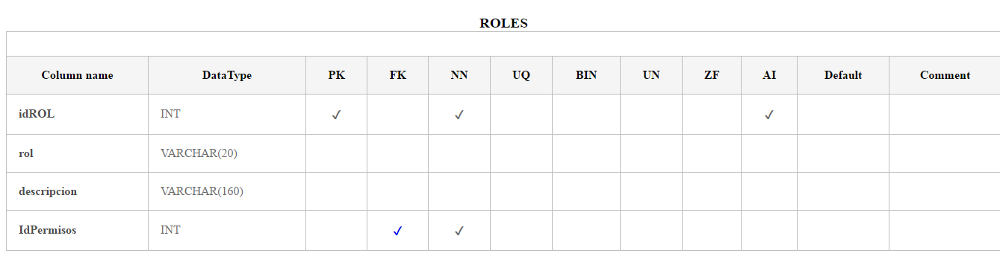 ROLES
Column name DataType PK FK NN UQ BIN UN ZF AI Default Comment
idROL INT ✓ ✓ ✓
rol VARCHAR(20)
descripcion VARCHAR(160)
IdPermisos INT ✓ ✓